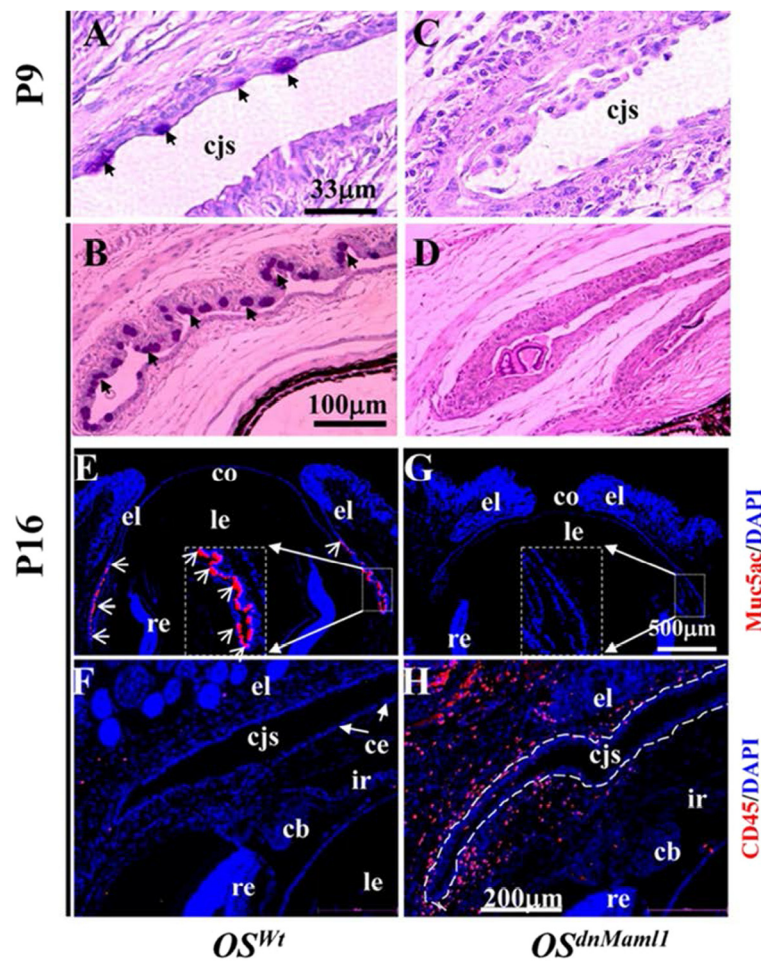 P9
A
cjs
33μm
C
cjs
B
100μm
D
P16
E
co
el
le
el
re
G
el
co
el
le
re
500μm
Muc5ac/DAPI
F
el
cjs
ce
ir
cb
re
le
H
el
cjs
ir
cb
re
200μm
CD45/DAPI
OS^Wt
OS^dnMaml1